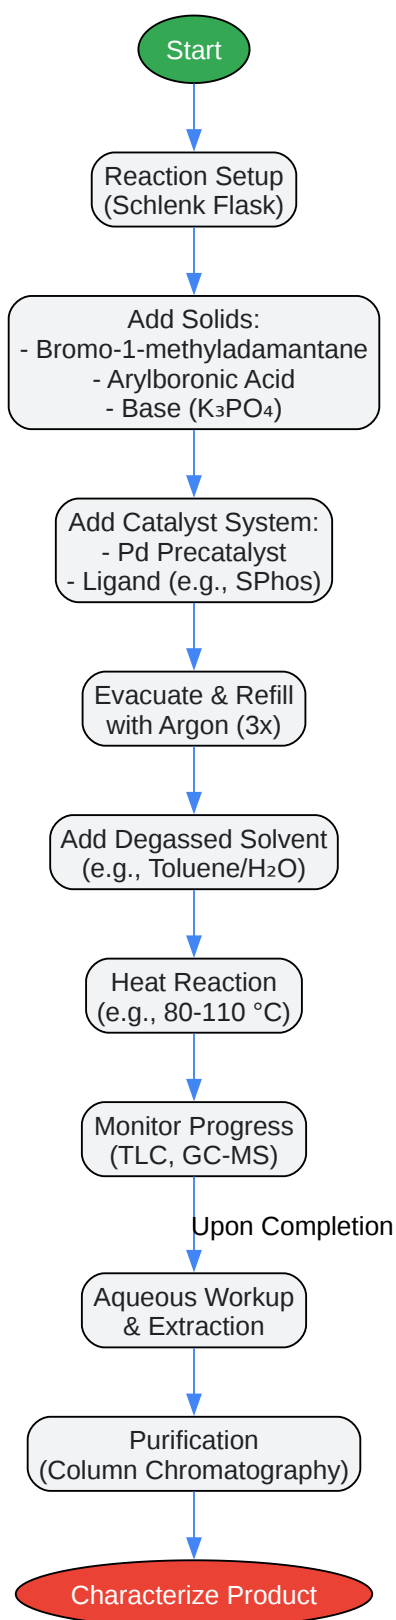 Start
Reaction Setup
(Schlenk Flask)
Add Solids:
- Bromo-1-methyladamantane
- Arylboronic Acid
- Base (K₃PO₄)
Add Catalyst System:
- Pd Precatalyst
- Ligand (e.g., SPhos)
Evacuate & Refill
with Argon (3x)
Add Degassed Solvent
(e.g., Toluene/H₂O)
Heat Reaction
(e.g., 80-110 °C)
Monitor Progress
(TLC, GC-MS)
Upon Completion
Aqueous Workup
& Extraction
Purification
(Column Chromatography)
Characterize Product